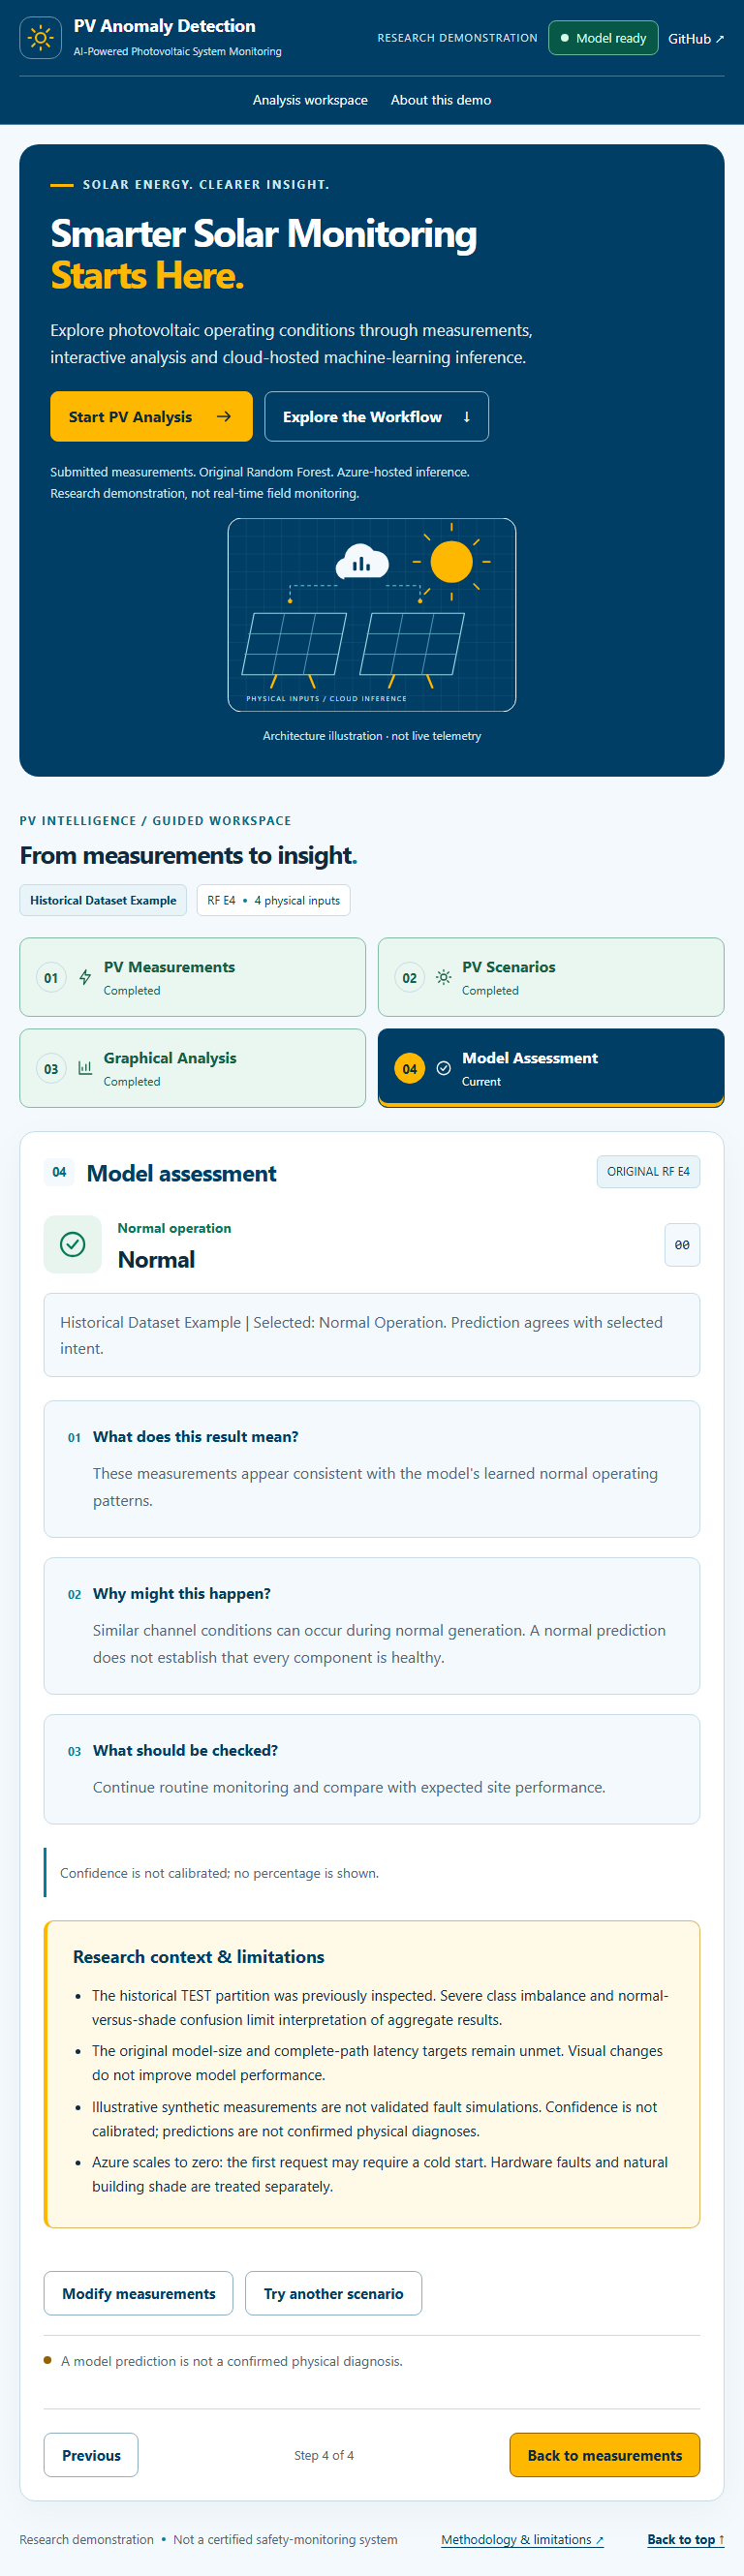 PV Anomaly Detection
AI-Powered Photovoltaic System Monitoring
RESEARCH DEMONSTRATION
Model ready
GitHub ↗
Analysis workspace
About this demo
SOLAR ENERGY. CLEARER INSIGHT.
Smarter Solar Monitoring
Starts Here.
Explore photovoltaic operating conditions through measurements,
interactive analysis and cloud-hosted machine-learning inference.
Start PV Analysis →
Explore the Workflow ↓
Submitted measurements. Original Random Forest. Azure-hosted inference.
Research demonstration, not real-time field monitoring.
PHYSICAL INPUTS / CLOUD INFERENCE
Architecture illustration · not live telemetry
PV INTELLIGENCE / GUIDED WORKSPACE
From measurements to insight.
Historical Dataset Example
RF E4 • 4 physical inputs
01 PV Measurements
Completed
02 PV Scenarios
Completed
03 Graphical Analysis
Completed
04 Model Assessment
Current
04 Model assessment
ORIGINAL RF E4
Normal operation
Normal
00
Historical Dataset Example | Selected: Normal Operation. Prediction agrees with selected
intent.
01 What does this result mean?
These measurements appear consistent with the model's learned normal operating
patterns.
02 Why might this happen?
Similar channel conditions can occur during normal generation. A normal prediction
does not establish that every component is healthy.
03 What should be checked?
Continue routine monitoring and compare with expected site performance.
Confidence is not calibrated; no percentage is shown.
Research context & limitations
• The historical TEST partition was previously inspected. Severe class imbalance and normal-
versus-shade confusion limit interpretation of aggregate results.
• The original model-size and complete-path latency targets remain unmet. Visual changes
do not improve model performance.
• Illustrative synthetic measurements are not validated fault simulations. Confidence is not
calibrated; predictions are not confirmed physical diagnoses.
• Azure scales to zero: the first request may require a cold start. Hardware faults and natural
building shade are treated separately.
Modify measurements
Try another scenario
A model prediction is not a confirmed physical diagnosis.
Previous
Step 4 of 4
Back to measurements
Research demonstration • Not a certified safety-monitoring system
Methodology & limitations ↗
Back to top ↑